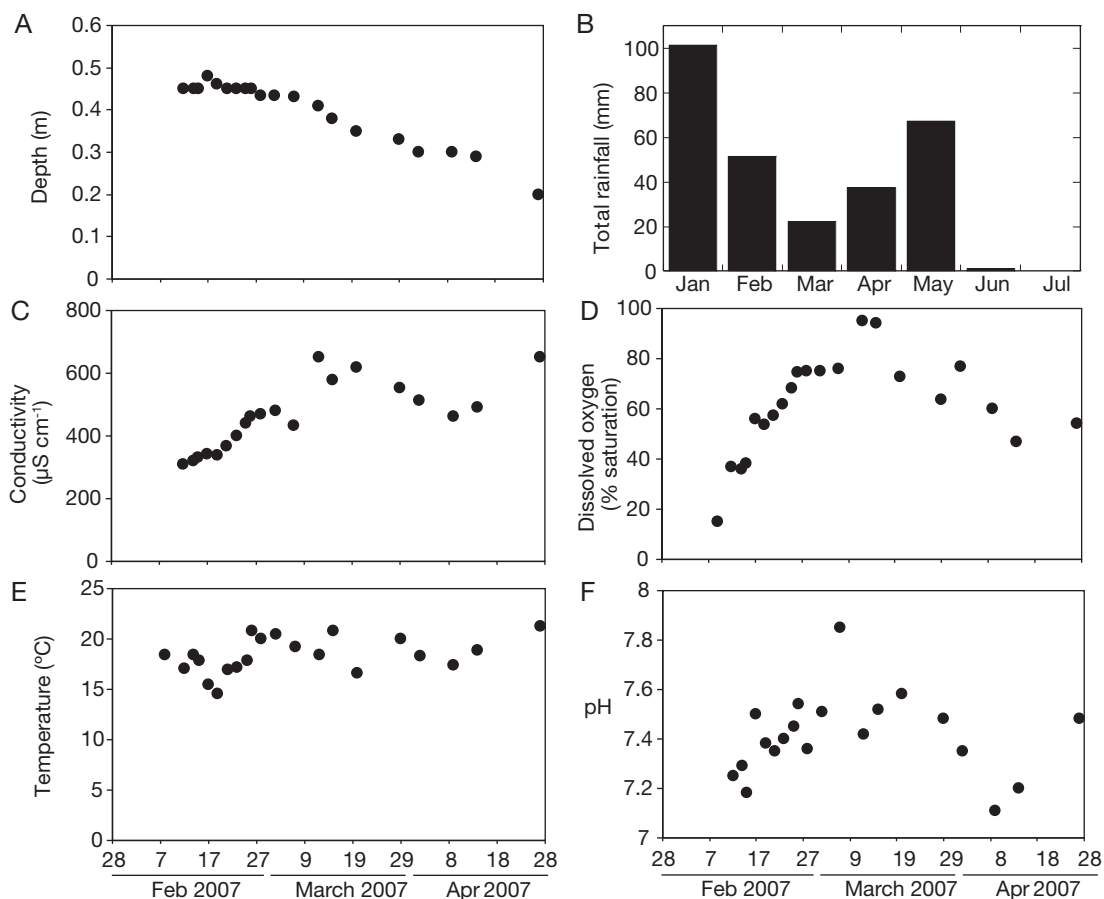 A
0.6
0.5
0.4
0.3
0.2
0.1
0
Depth (m)
B
100
80
60
40
20
0
Total rainfall (mm)
Jan Feb Mar Apr May Jun Jul
C
800
600
400
200
0
Conductivity
(µS cm-1)
D
100
80
60
40
20
0
Dissolved oxygen
(% saturation)
E
25
20
15
10
5
0
Temperature (°C)
28 7 17 27 9 19 29 8 28
Feb 2007 March 2007 Apr 2007
F
8
7.8
7.6
7.4
7.2
7
pH
28 7 17 27 9 19 29 8 18 28
Feb 2007 March 2007 Apr 2007